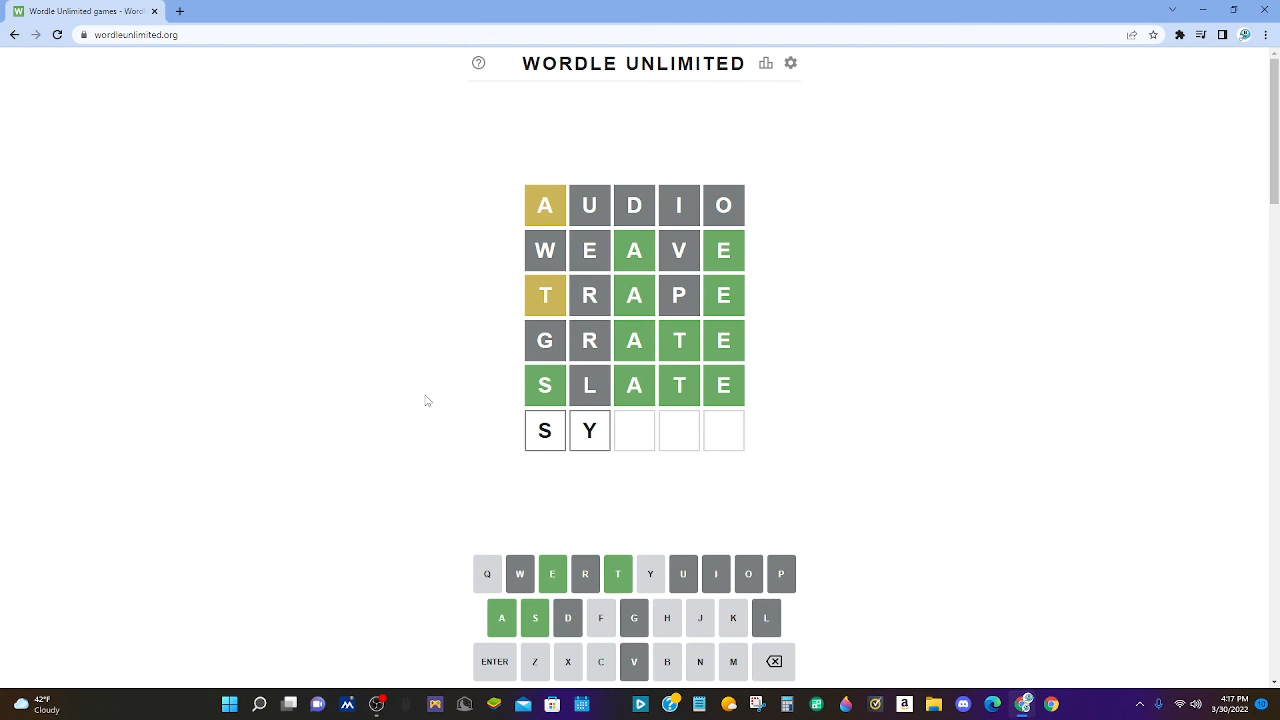 Wordle Unlimited games - Word
wordleunlimited.org
WORDLE UNLIMITED
A U D I O
W E A V E
T R A P E
G R A T E
S L A T E
S Y
Q W E R T Y U I O P
A S D F G H J K L
ENTER Z X C V B N M
42°F
Cloudy
4:17 PM
3/30/2022